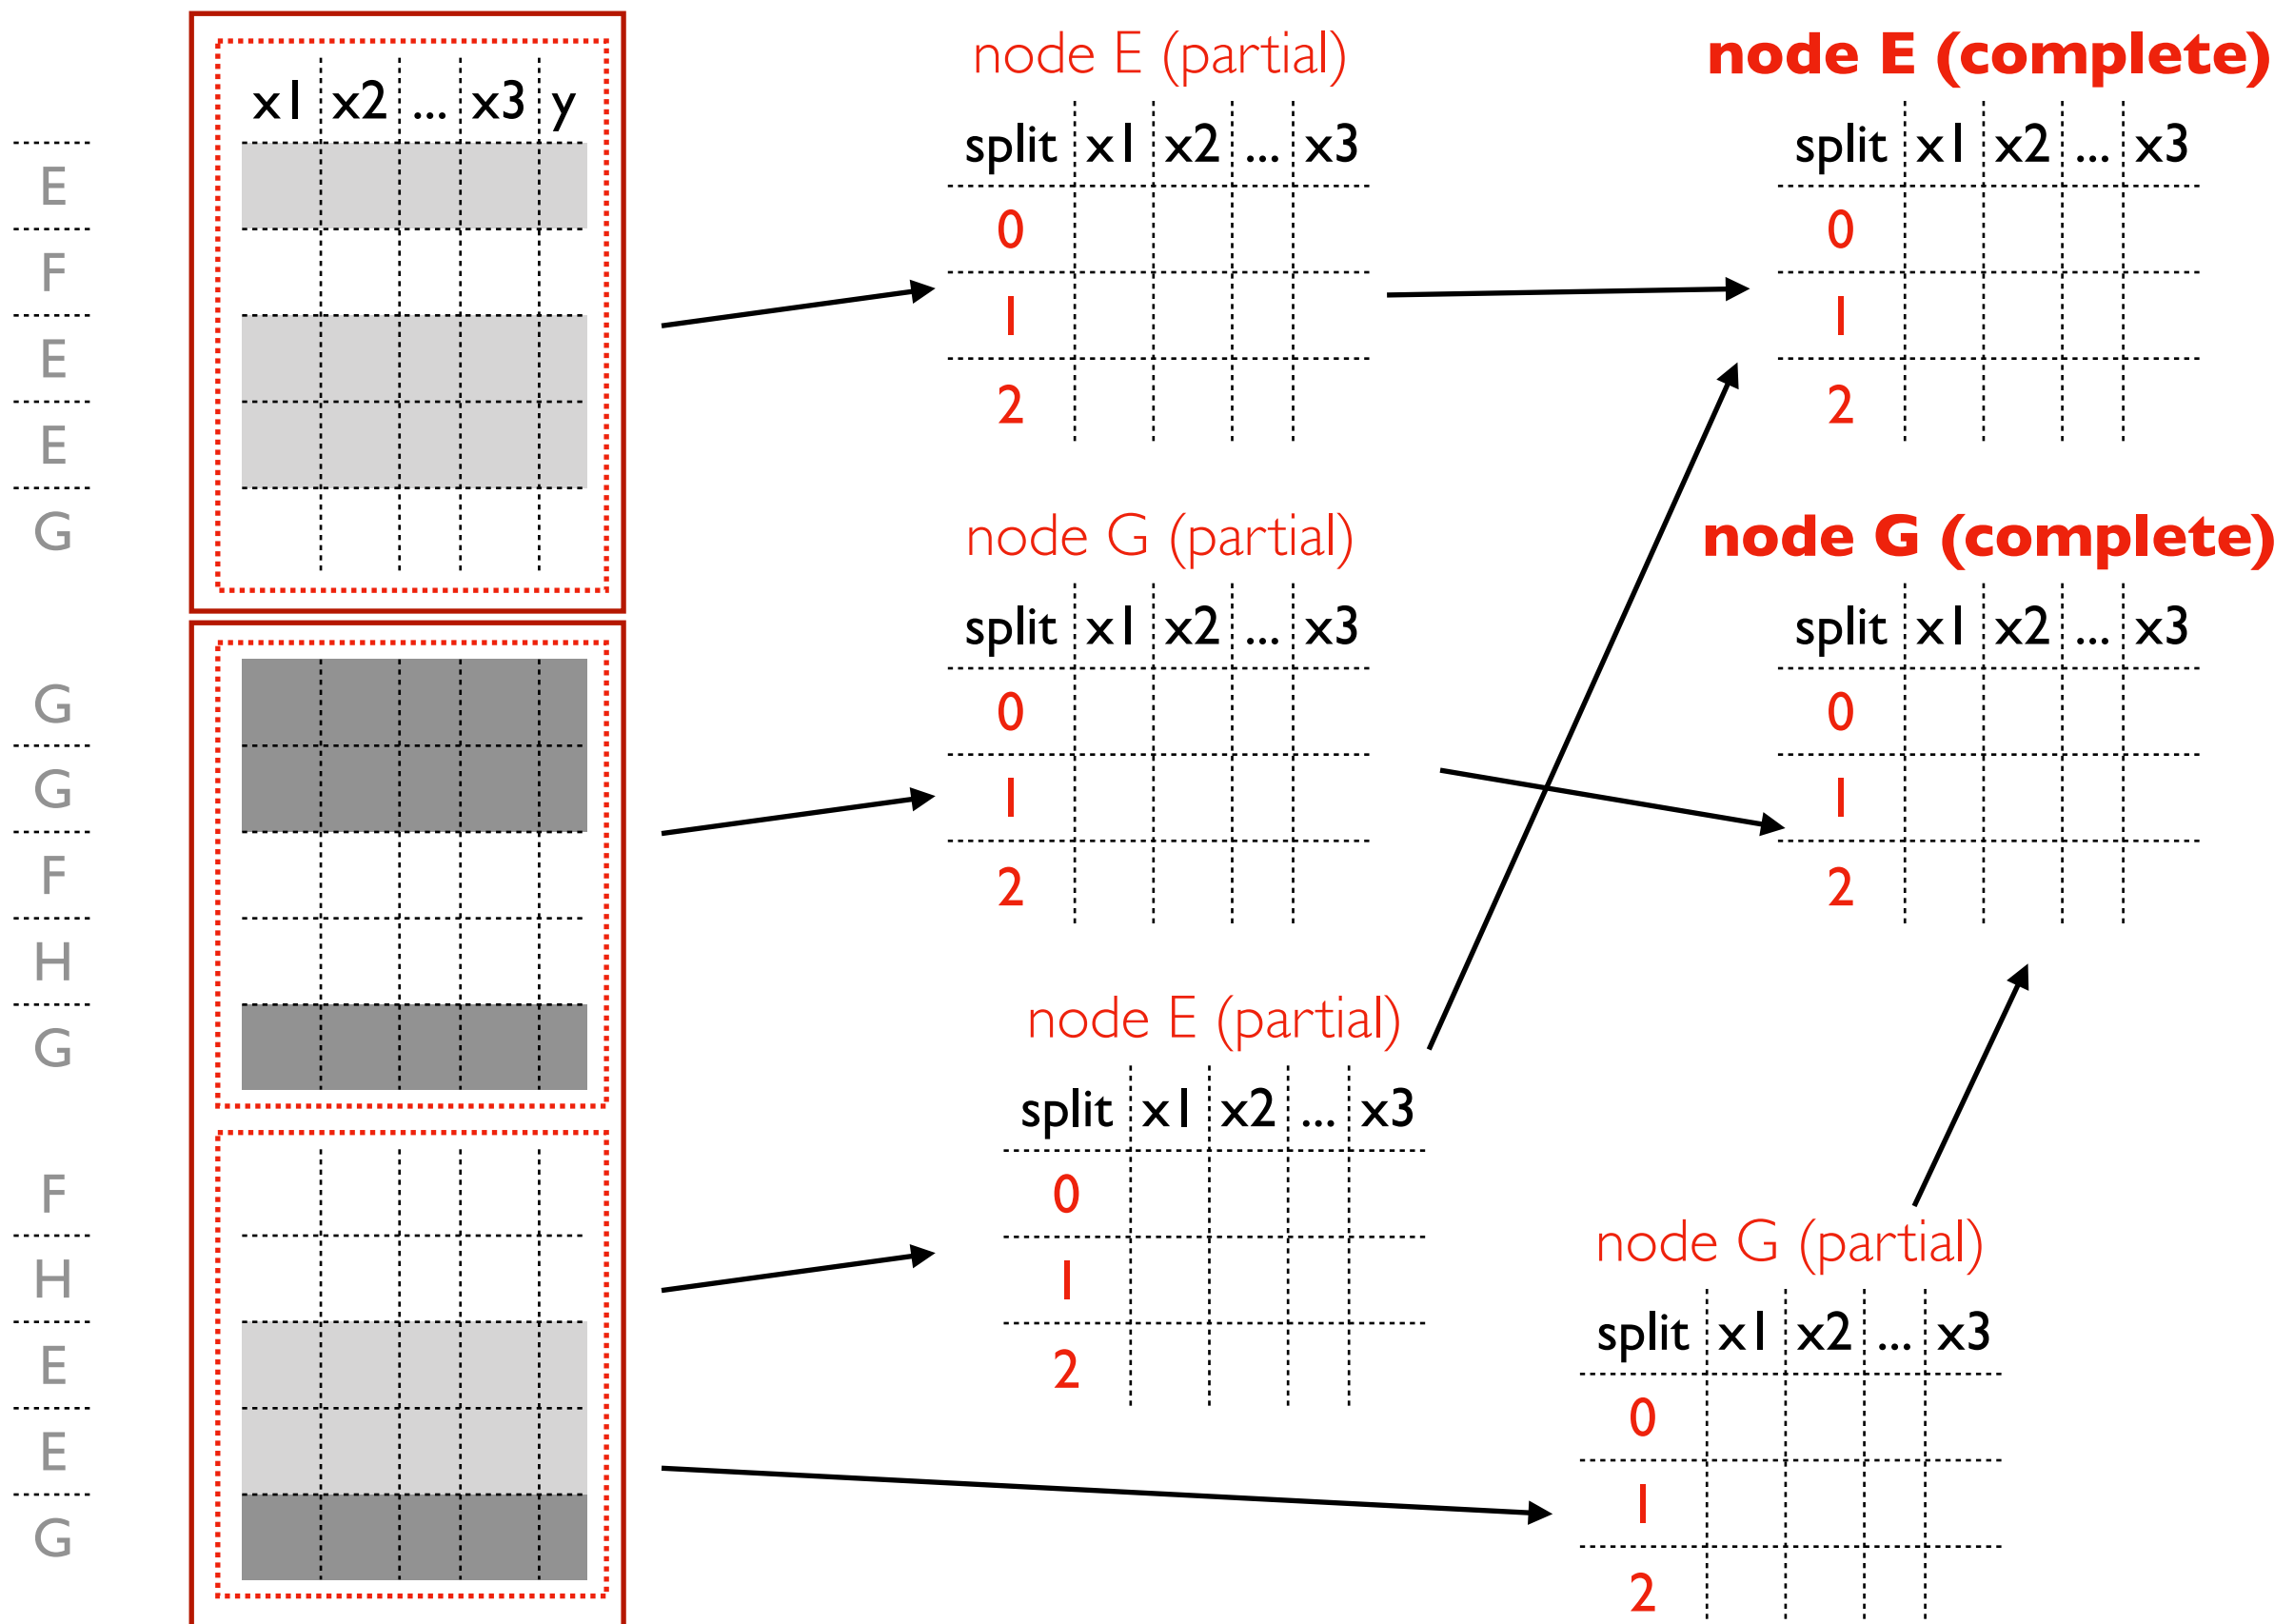 x1 x2 ... x3 y
E
F
E
E
G
G
G
F
H
G
F
H
E
E
G
node E (partial)
split x1 x2 ... x3
0
1
2
node G (partial)
split x1 x2 ... x3
0
1
2
node E (partial)
split x1 x2 ... x3
0
1
2
node G (partial)
split x1 x2 ... x3
0
1
2
node E (complete)
split x1 x2 ... x3
0
1
2
node G (complete)
split x1 x2 ... x3
0
1
2